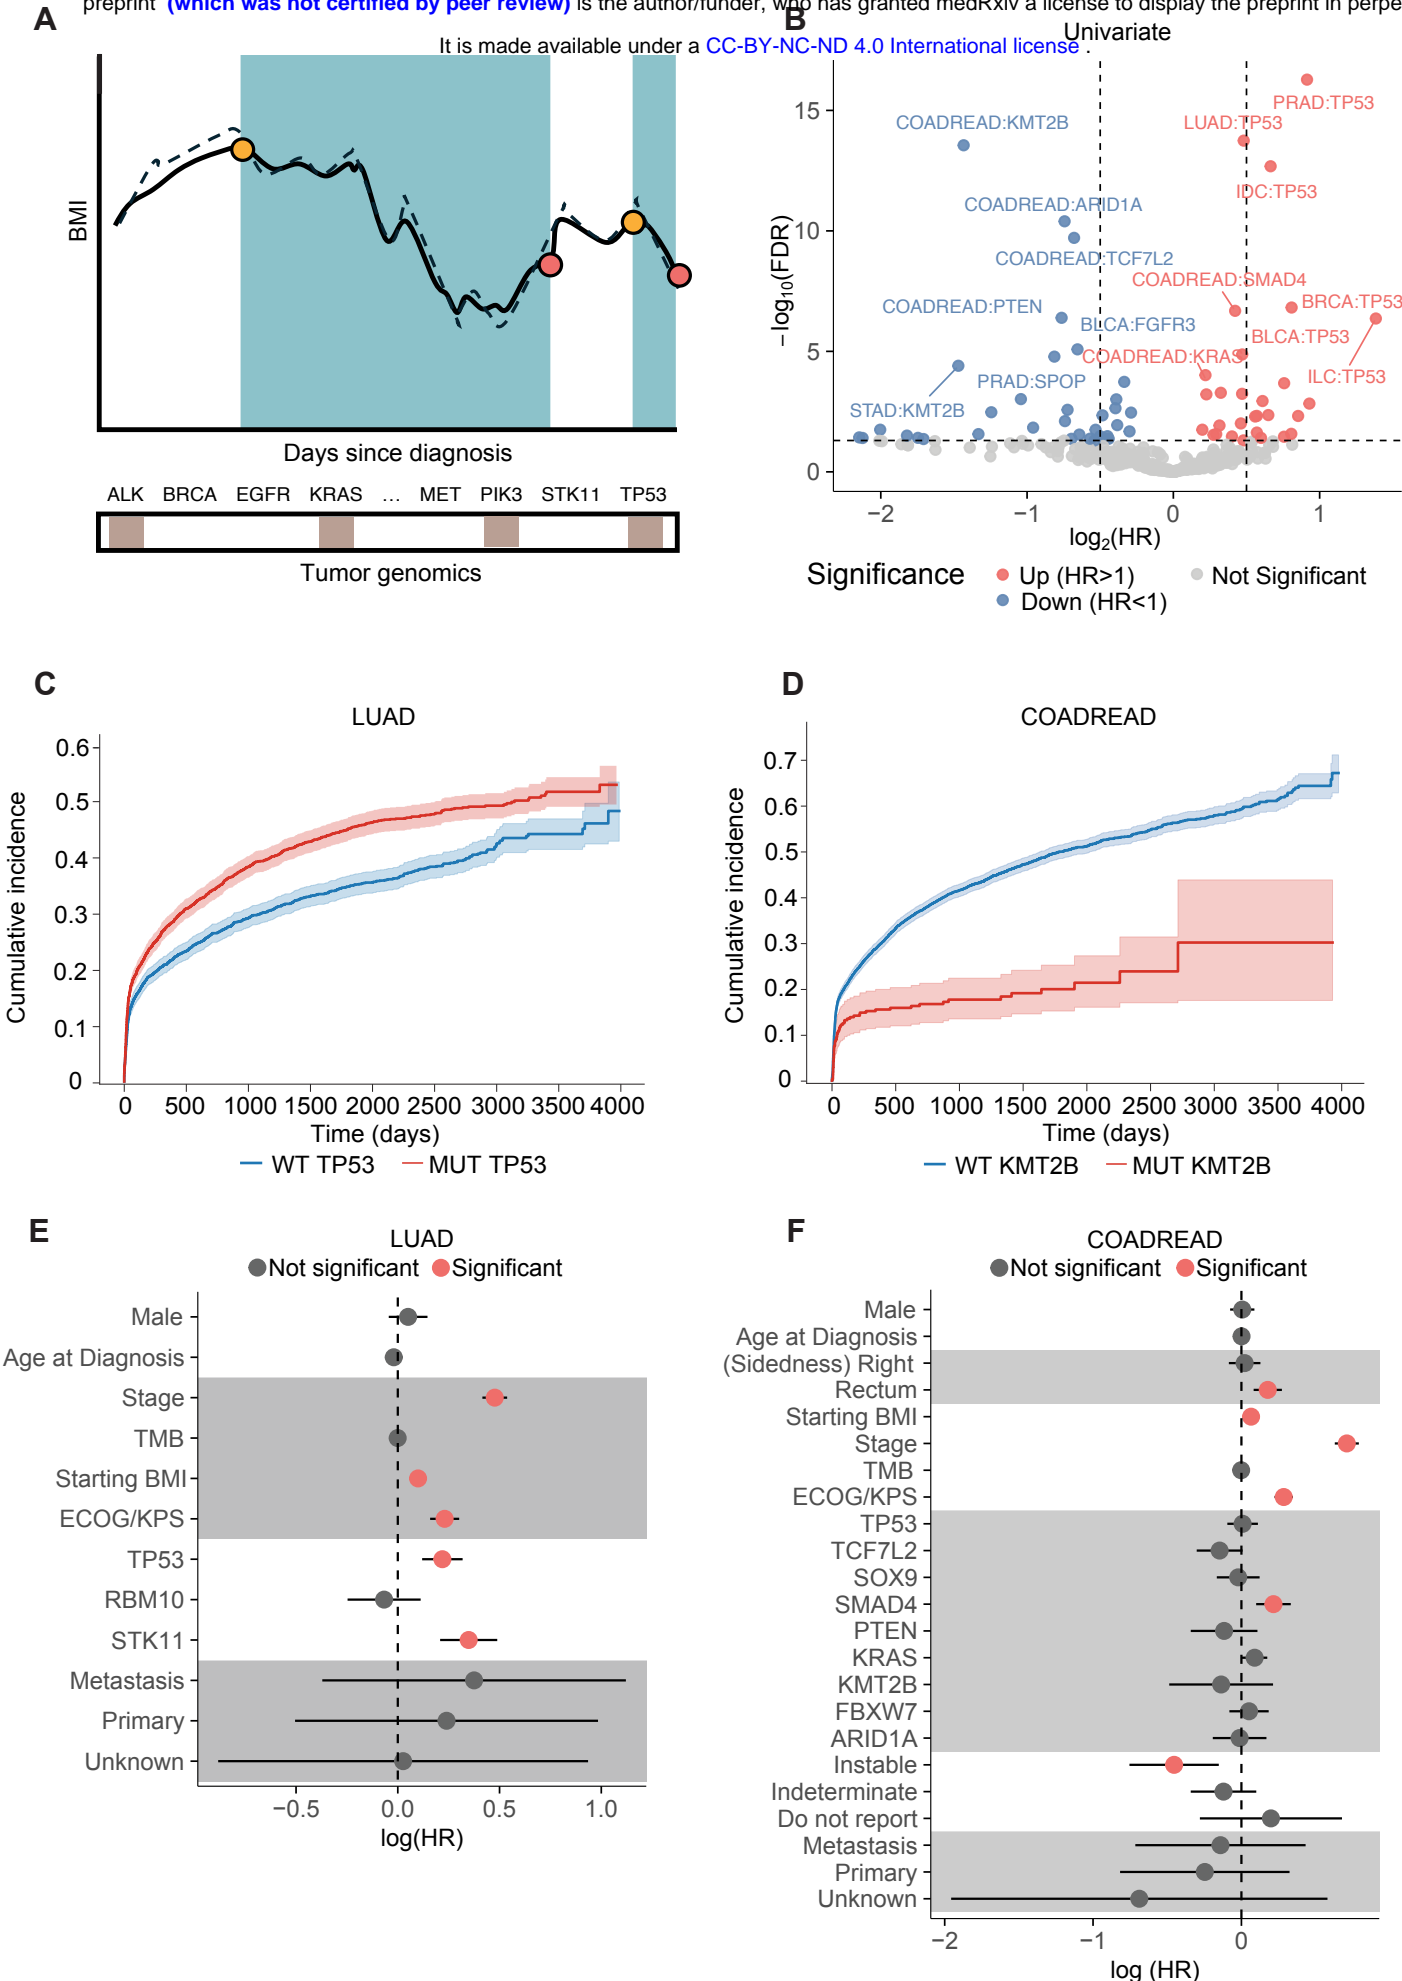 preprint (which was not certified by peer review) is the author/funder, who has granted medRxiv a license to display the preprint in perpe
It is made available under a CC-BY-NC-ND 4.0 International license .
A
BMI
Days since diagnosis
ALK BRCA EGFR KRAS … MET PIK3 STK11 TP53
Tumor genomics
B
Univariate
−log10(FDR)
15
10
5
0
COADREAD:KMT2B
COADREAD:ARID1A
COADREAD:TCF7L2
COADREAD:PTEN
BLCA:FGFR3
PRAD:SPOP
STAD:KMT2B
PRAD:TP53
LUAD:TP53
IDC:TP53
COADREAD:SMAD4
BRCA:TP53
BLCA:TP53
COADREAD:KRAS
ILC:TP53
−2 −1 0 1
log2(HR)
Significance
Up (HR>1)
Not Significant
Down (HR<1)
C
LUAD
Cumulative incidence
0.6
0.5
0.4
0.3
0.2
0.1
0
0 500 1000 1500 2000 2500 3000 3500 4000
Time (days)
WT TP53 MUT TP53
D
COADREAD
Cumulative incidence
0.7
0.6
0.5
0.4
0.3
0.2
0.1
0
0 500 1000 1500 2000 2500 3000 3500 4000
Time (days)
WT KMT2B MUT KMT2B
E
LUAD
Not significant Significant
Male
Age at Diagnosis
Stage
TMB
Starting BMI
ECOG/KPS
TP53
RBM10
STK11
Metastasis
Primary
Unknown
−0.5 0.0 0.5 1.0
log(HR)
F
COADREAD
Not significant Significant
Male
Age at Diagnosis
(Sidedness) Right
Rectum
Starting BMI
Stage
TMB
ECOG/KPS
TP53
TCF7L2
SOX9
SMAD4
PTEN
KRAS
KMT2B
FBXW7
ARID1A
Instable
Indeterminate
Do not report
Metastasis
Primary
Unknown
−2 −1 0
log (HR)